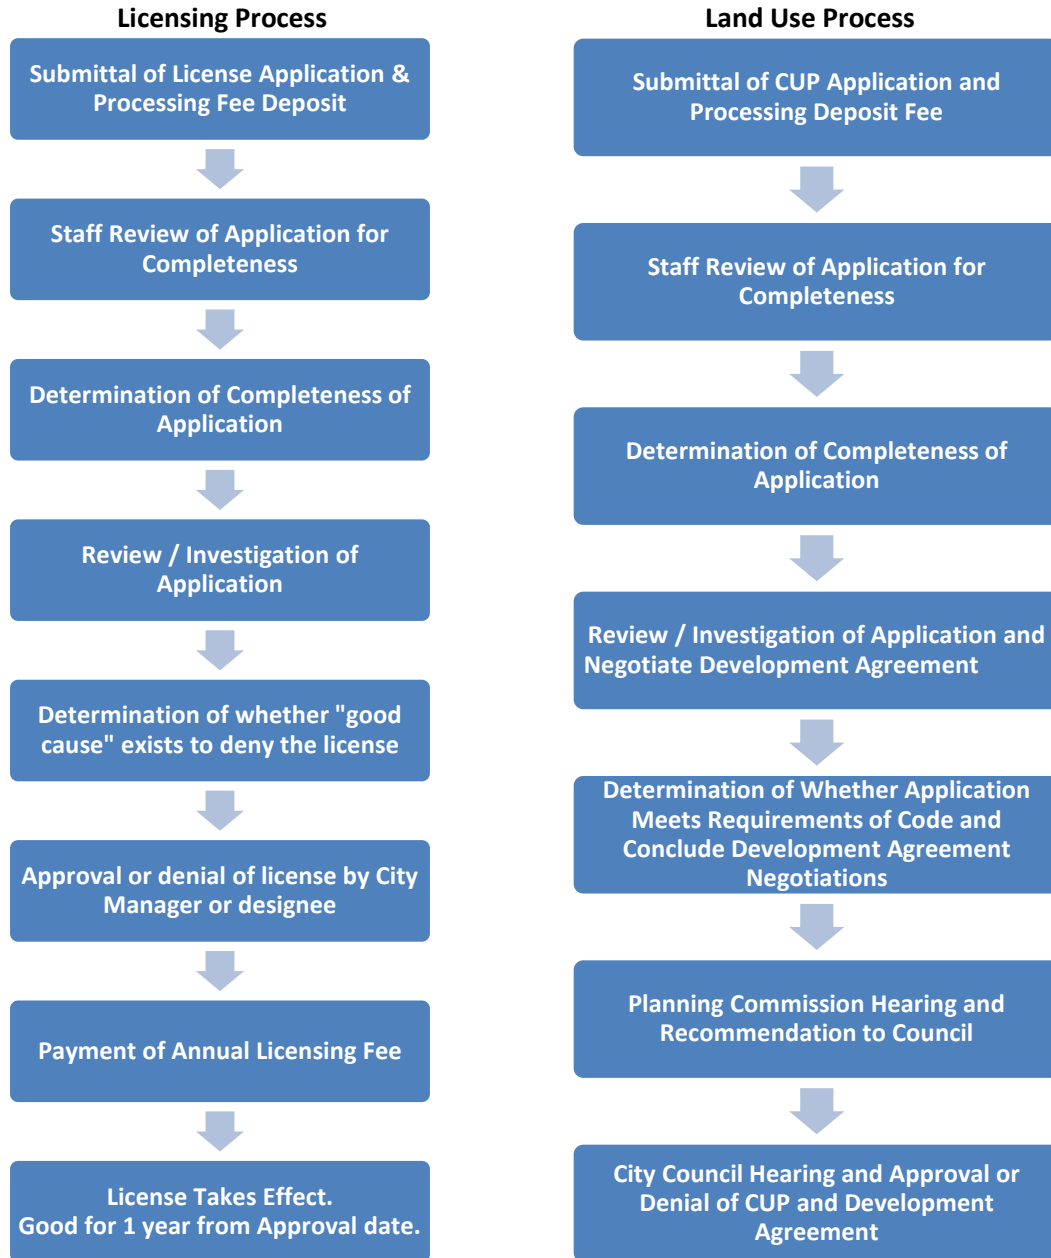 Licensing Process
Submittal of License Application &
Processing Fee Deposit
Staff Review of Application for
Completeness
Determination of Completeness of
Application
Review / Investigation of
Application
Determination of whether "good
cause" exists to deny the license
Approval or denial of license by City
Manager or designee
Payment of Annual Licensing Fee
License Takes Effect.
Good for 1 year from Approval date.
Land Use Process
Submittal of CUP Application and
Processing Deposit Fee
Staff Review of Application for
Completeness
Determination of Completeness of
Application
Review / Investigation of Application and
Negotiate Development Agreement
Determination of Whether Application
Meets Requirements of Code and
Conclude Development Agreement
Negotiations
Planning Commission Hearing and
Recommendation to Council
City Council Hearing and Approval or
Denial of CUP and Development
Agreement